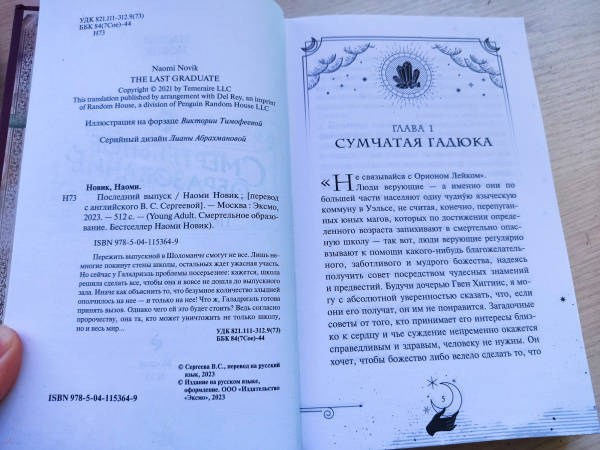 УДК 821.111-312.9(73)
ББК 84(7Сое)-44
Н73
Naomi Novik
THE LAST GRADUATE
Copyright © 2021 by Temeraire LLC
This translation published by arrangement with Del Rey, an imprint
of Random House, a division of Penguin Random House LLC
Иллюстрация на форзаце Виктории Тимофеевой
Серийный дизайн Лианы Абрахмановой
Новик, Наоми.
Н73 Последний выпуск / Наоми Новик ; [перевод
с английского В. С. Сергеевой]. — Москва : Эксмо,
2023. — 512 с. — (Young Adult. Смертельное образо-
вание. Бестселлер Наоми Новик).
ISBN 978-5-04-115364-9
Пережить выпускной в Шоломанче смогут не все. Лишь не-
многие покинут стены школы, остальных ждет ужасная участь.
Но сейчас у Галадриэль проблемы посерьезнее: кажется, школа
решила сделать все, чтобы она и вовсе не дошла до выпускного
зала. Иначе как объяснить то, что безумное количество злыдней
ополчилось на нее — и только на нее! Что ж, Галадриэль готова
принять вызов. Однако чего ей это будет стоить? Ведь согласно
пророчеству, она та, кто может уничтожить не только школу,
но и весь мир...
УДК 821.111-312.9(73)
ББК 84(7Сое)-44
© Сергеева В.С., перевод на русский
язык, 2023
© Издание на русском языке,
оформление. ООО «Издательство
«Эксмо», 2023
ISBN 978-5-04-115364-9
ГЛАВА 1
СУМЧАТАЯ ГАДЮКА
«Не связывайся с Орионом Лейком».
Люди верующие — а именно они по
большей части населяют одну чудную языческую
коммуну в Уэльсе, не считая, конечно, перепуган-
ных юных магов, которых по достижении опреде-
ленного возраста запихивают в смертельно опас-
ную школу — так вот, люди верующие регулярно
взывают к помощи какого-нибудь благожелатель-
ного, заботливого и мудрого божества, надеясь
получить совет посредством чудесных знамений
и предвестий. Будучи дочерью Гвен Хиггинс, я мо-
гу с абсолютной уверенностью сказать, что, если
они его получат, он им не понравится. Загадочные
советы от того, кто принимает его интересы близ-
ко к сердцу и чье суждение непременно окажется
справедливым и здравым, человеку не нужны. Он
хочет, чтобы божество либо велело сделать то, что
5